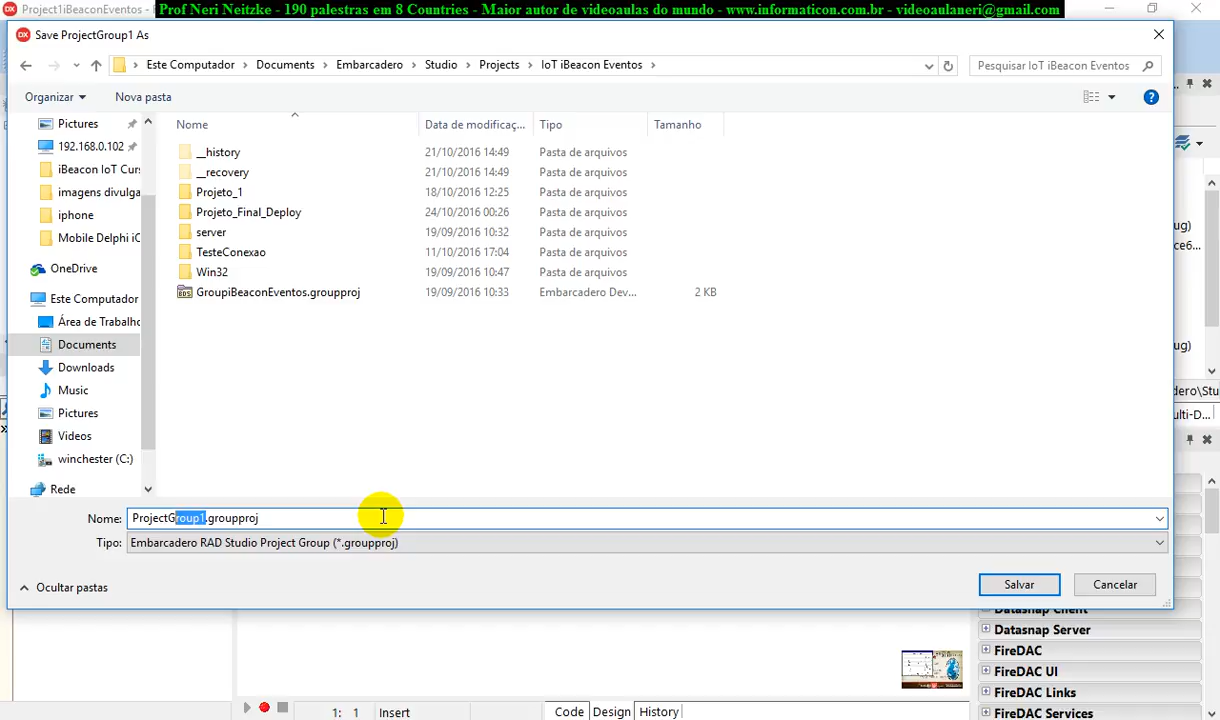 Project1iBeaconEventos - 
Prof Neri Neitzke - 190 palestras em 8 Countries - Maior autor de videoaulas do mundo - www.informaticon.com.br - videoaulaneri@gmail.com
Save ProjectGroup1 As
Este Computador
Documents
Embarcadero
Studio
Projects
IoT iBeacon Eventos
Pesquisar IoT iBeacon Eventos
Organizar
Nova pasta
Nome
Data de modificaç...
Tipo
Tamanho
Pictures
192.168.0.102
iBeacon IoT Curs
imagens divulga
iphone
Mobile Delphi iO
OneDrive
Este Computador
Área de Trabalho
Documents
Downloads
Music
Pictures
Videos
winchester (C:)
Rede
__history 21/10/2016 14:49 Pasta de arquivos
__recovery 21/10/2016 14:49 Pasta de arquivos
Projeto_1 18/10/2016 12:25 Pasta de arquivos
Projeto_Final_Deploy 24/10/2016 00:26 Pasta de arquivos
server 19/09/2016 10:32 Pasta de arquivos
TesteConexao 11/10/2016 17:04 Pasta de arquivos
Win32 19/09/2016 10:47 Pasta de arquivos
GroupiBeaconEventos.groupproj 19/09/2016 10:33 Embarcadero Dev... 2 KB
Nome: ProjectGroup1.groupproj
Tipo: Embarcadero RAD Studio Project Group (*.groupproj)
Ocultar pastas
Salvar
Cancelar
ug)
ce6...
ug)
dero\Stu
ulti-D...
Datasnap Client
Datasnap Server
FireDAC
FireDAC UI
FireDAC Links
FireDAC Services
1: 1
Insert
Code
Design
History